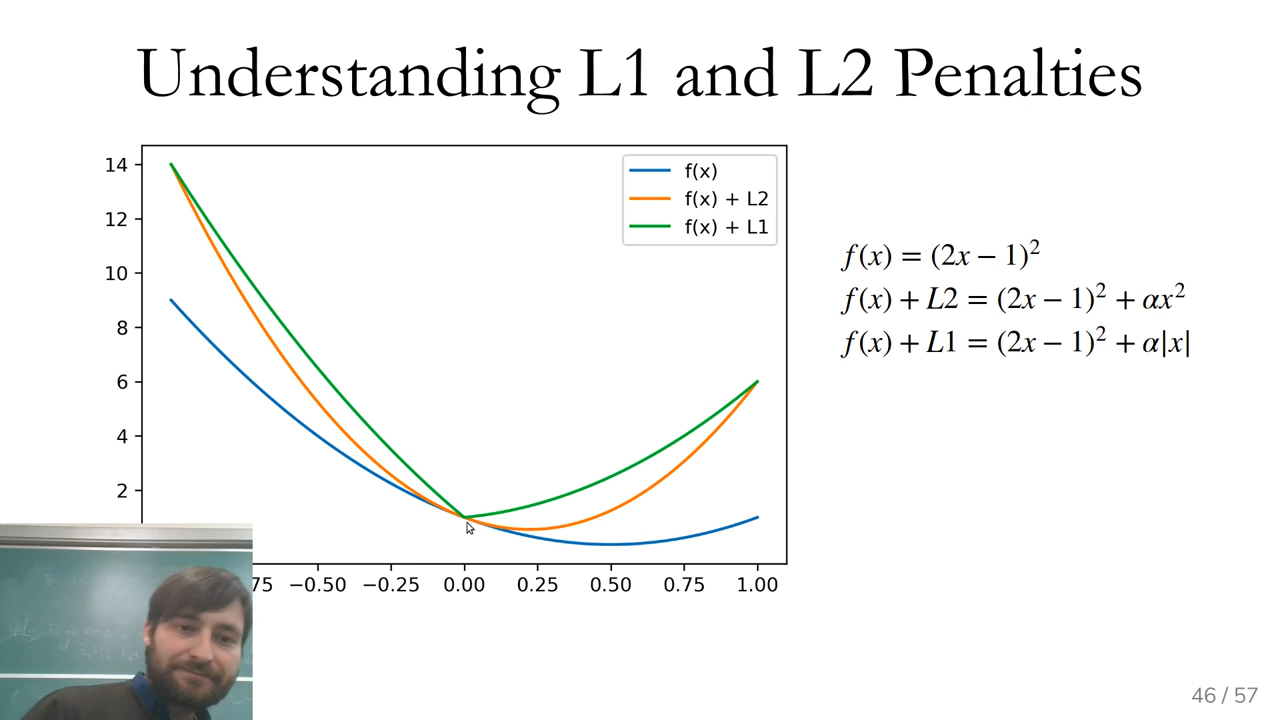 Understanding L1 and L2 Penalties
14
12
10
8
6
4
2
f(x)
f(x) + L2
f(x) + L1
75 −0.50 −0.25 0.00 0.25 0.50 0.75 1.00
f(x) = (2x − 1)²
f(x) + L2 = (2x − 1)² + αx²
f(x) + L1 = (2x − 1)² + α|x|
46 / 57